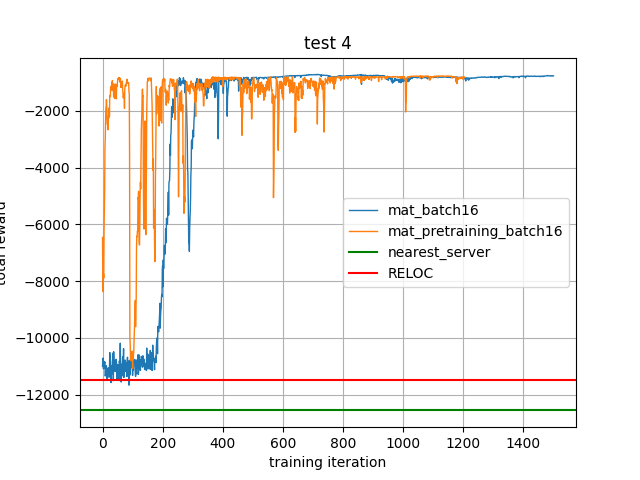 test 4
total reward
−2000
−4000
−6000
−8000
−10000
−12000
mat_batch16
mat_pretraining_batch16
nearest_server
RELOC
0
200
400
600
800
1000
1200
1400
training iteration